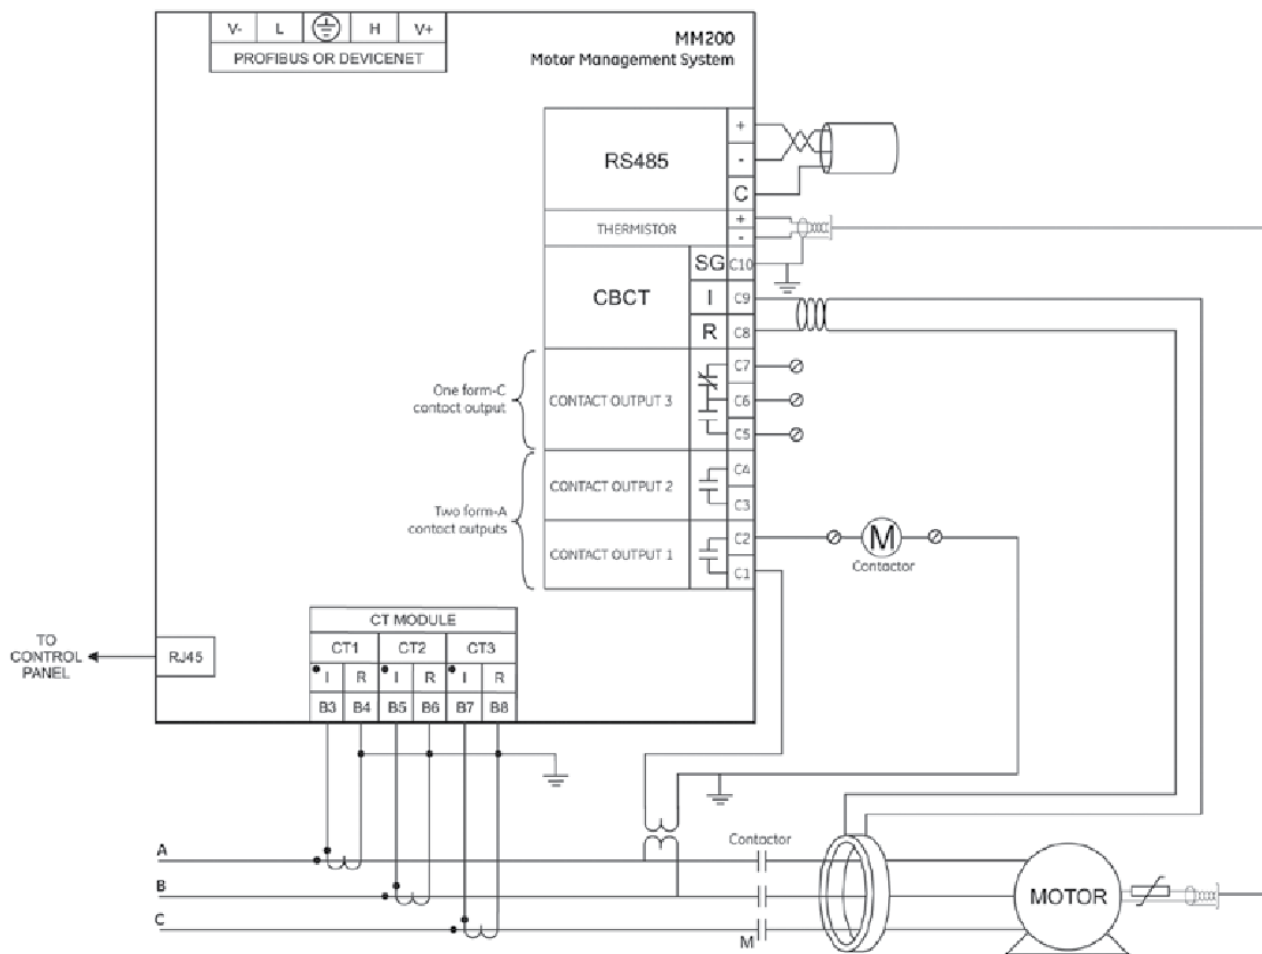 V- L H V+
PROFIBUS OR DEVICENET
MM200
Motor Management System
RS485
+
-
C
THERMISTOR
+
-
CBCT
SG C10
I C9
R C8
One form-C
contact output
CONTACT OUTPUT 3
C7
C6
C5
Two form-A
contact outputs
CONTACT OUTPUT 2
C4
C3
CONTACT OUTPUT 1
C2
C1
M
Contactor
CT MODULE
CT1 CT2 CT3
I R I R I R
B3 B4 B5 B6 B7 B8
TO
CONTROL
PANEL
RJ45
Contactor
A
B
C
M
MOTOR